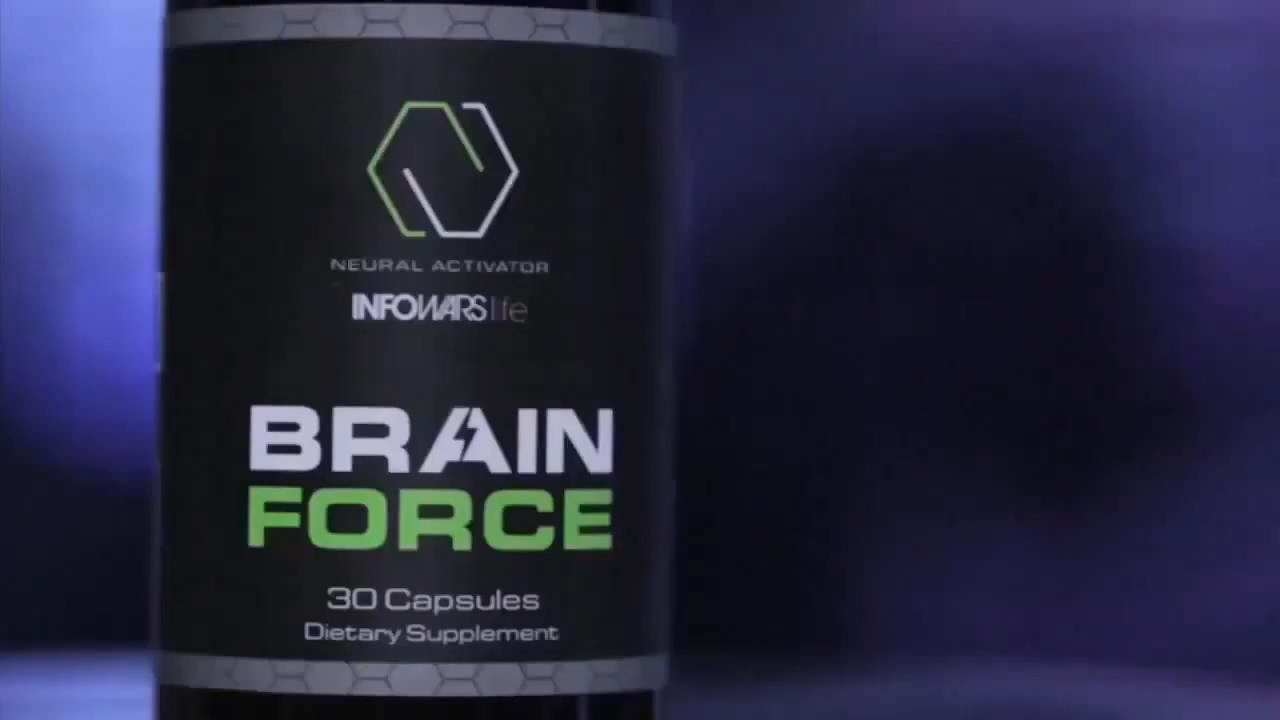 NEURAL ACTIVATOR
INFOWARSlife
BRAIN
FORCE
30 Capsules
Dietary Supplement